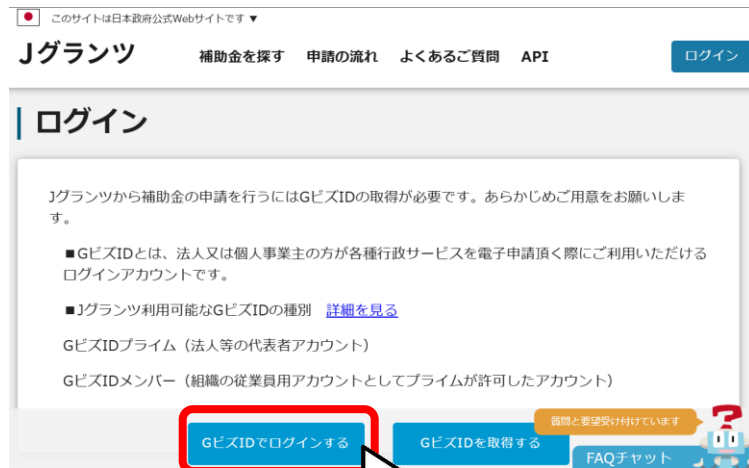 このサイトは日本政府公式Webサイトです ▼
Jグランツ 補助金を探す 申請の流れ よくあるご質問 API ログイン
ログイン
Jグランツから補助金の申請を行うにはGビズIDの取得が必要です。あらかじめご用意をお願いしま
す。
■GビズIDとは、法人又は個人事業主の方が各種行政サービスを電子申請頂く際にご利用いただける
ログインアカウントです。
■Jグランツ利用可能なGビズIDの種別 詳細を見る
GビズIDプライム（法人等の代表者アカウント）
GビズIDメンバー（組織の従業員用アカウントとしてプライムが許可したアカウント）
質問と要望受け付けています
GビズIDでログインする GビズIDを取得する
FAQチャット